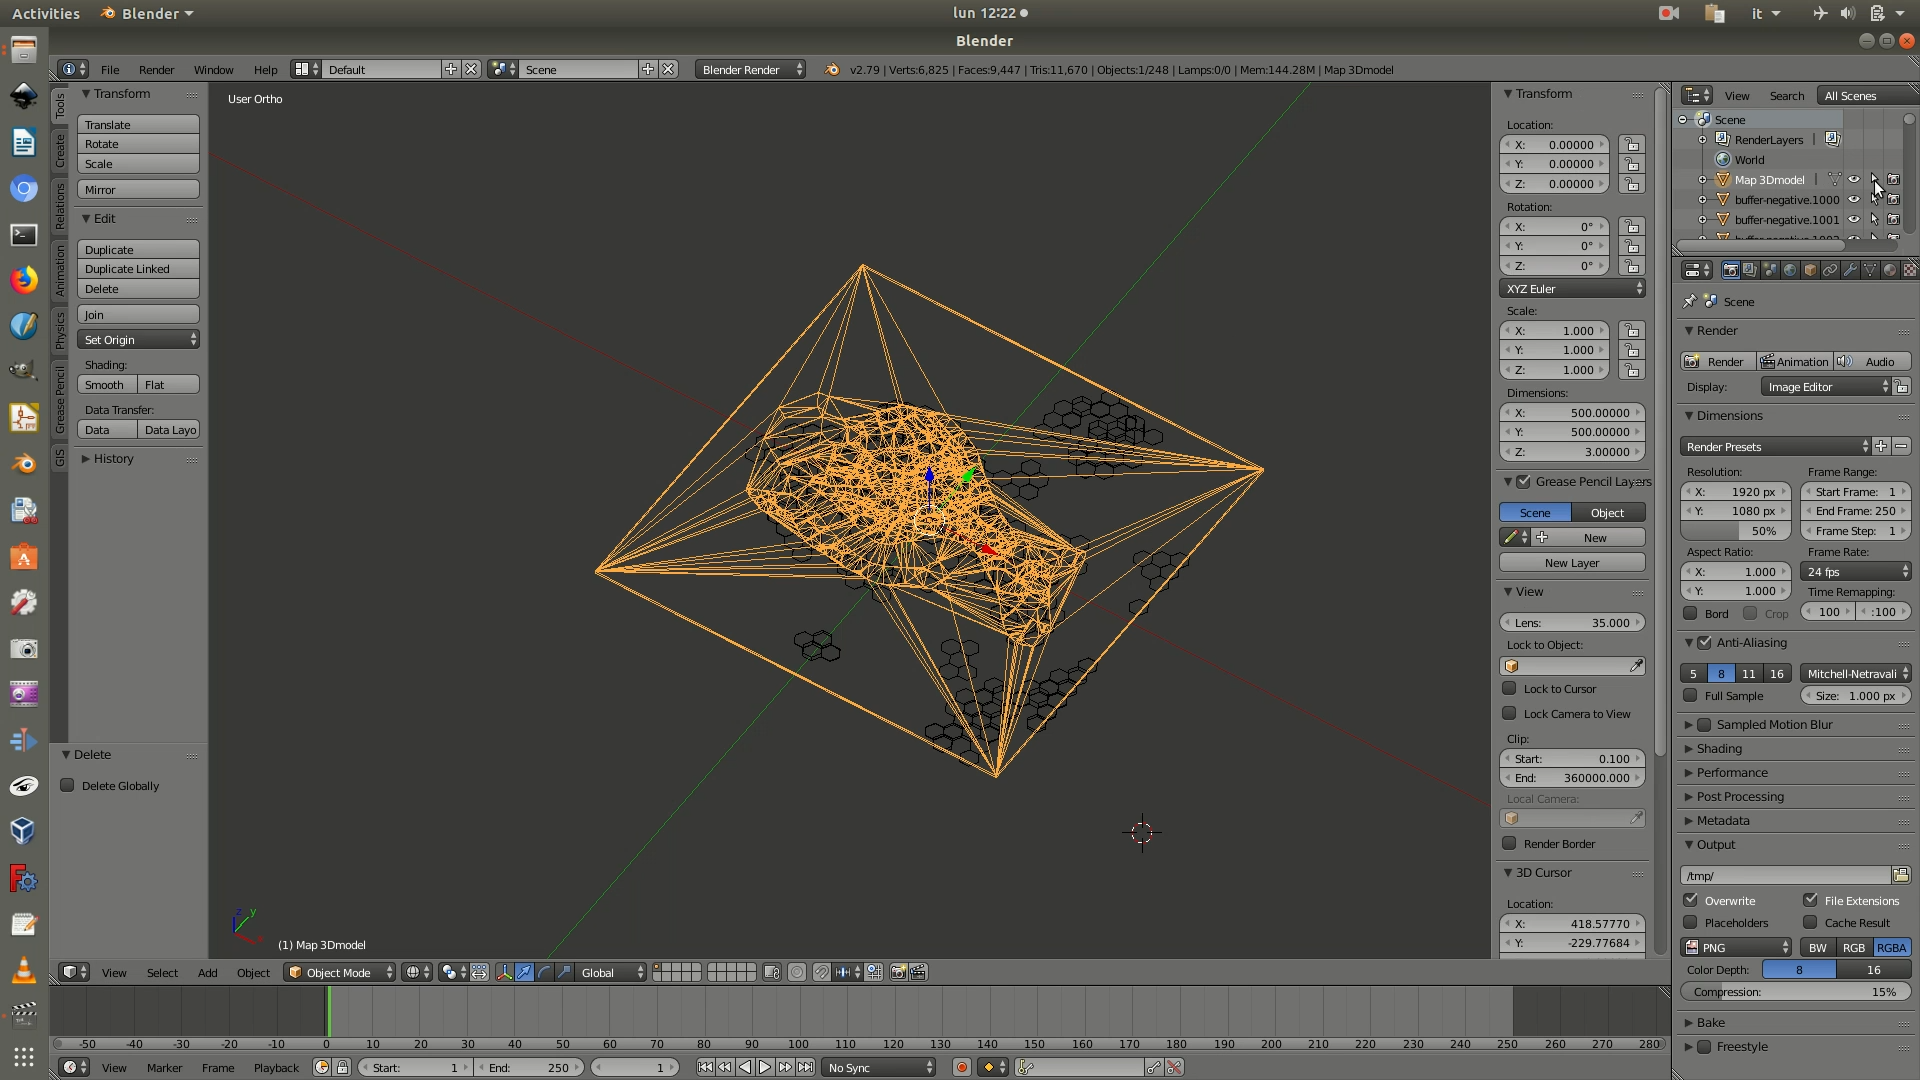 Activities Blender lun 12:22 it
Blender
File Render Window Help Default Scene Blender Render v2.79 | Verts:6,825 | Faces:9,447 | Tris:11,670 | Objects:1/248 | Lamps:0/0 | Mem:144.28M | Map 3Dmodel
Tools
Create
Relations
Animation
Physics
Grease Pencil
GIS
Transform
Translate
Rotate
Scale
Mirror
Edit
Duplicate
Duplicate Linked
Delete
Join
Set Origin
Shading:
Smooth Flat
Data Transfer:
Data Data Layo
History
Delete
Delete Globally
User Ortho
z y
(1) Map 3Dmodel
Transform
Location:
X: 0.00000
Y: 0.00000
Z: 0.00000
Rotation:
X: 0°
Y: 0°
Z: 0°
XYZ Euler
Scale:
X: 1.000
Y: 1.000
Z: 1.000
Dimensions:
X: 500.00000
Y: 500.00000
Z: 3.00000
Grease Pencil Layers
Scene Object
New
New Layer
View
Lens: 35.000
Lock to Object:
Lock to Cursor
Lock Camera to View
Clip:
Start: 0.100
End: 360000.000
Local Camera:
Render Border
3D Cursor
Location:
X: 418.57770
Y: -229.77684
View Search All Scenes
Scene
RenderLayers
World
Map 3Dmodel
buffer-negative.1000
buffer-negative.1001
Scene
Render
Render Animation Audio
Display: Image Editor
Dimensions
Render Presets
Resolution: Frame Range:
X: 1920 px Start Frame: 1
Y: 1080 px End Frame: 250
50% Frame Step: 1
Aspect Ratio: Frame Rate:
X: 1.000 24 fps
Y: 1.000 Time Remapping:
Bord Crop 100 :100
Anti-Aliasing
5 8 11 16 Mitchell-Netravali
Full Sample Size: 1.000 px
Sampled Motion Blur
Shading
Performance
Post Processing
Metadata
Output
/tmp/
Overwrite File Extensions
Placeholders Cache Result
PNG BW RGB RGBA
Color Depth: 8 16
Compression: 15%
Bake
Freestyle
View Select Add Object Object Mode Global
-50 -40 -30 -20 -10 0 10 20 30 40 50 60 70 80 90 100 110 120 130 140 150 160 170 180 190 200 210 220 230 240 250 260 270 280
View Marker Frame Playback Start: 1 End: 250 1 No Sync